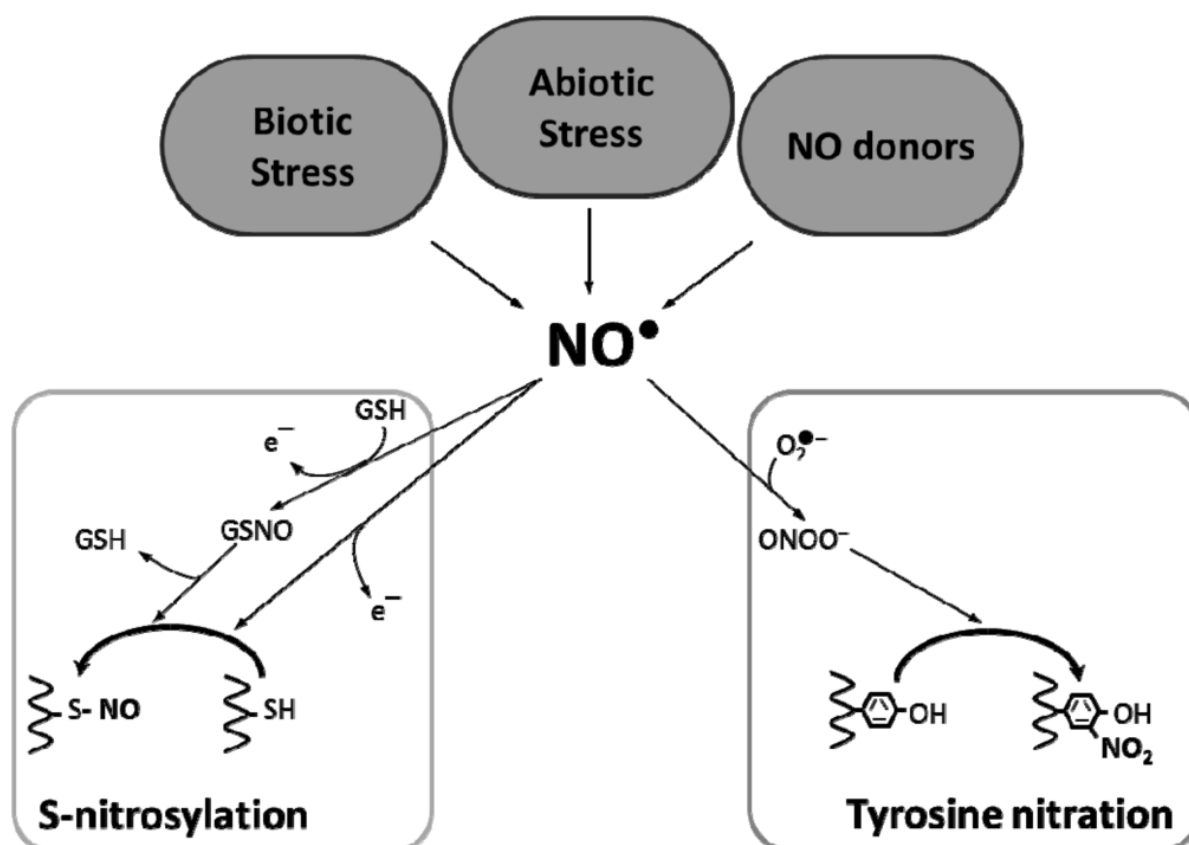 Biotic
Stress
Abiotic
Stress
NO donors
NO●
GSH
e⁻
GSNO
GSH
e⁻
S- NO
SH
S-nitrosylation
O₂●⁻
ONOO⁻
OH
OH
NO₂
Tyrosine nitration